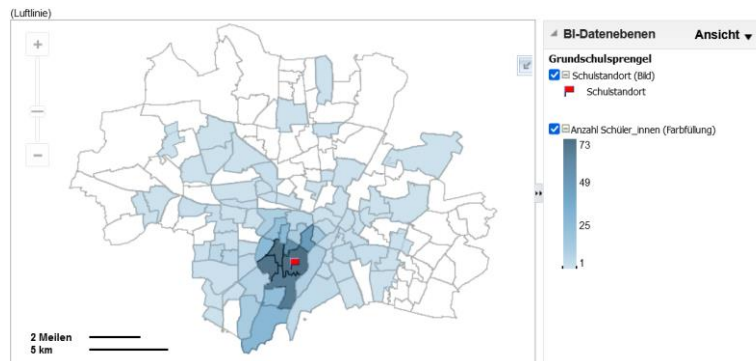 (Luftlinie)
BI-Datenebenen
Ansicht
Grundschulsprengel
Schulstandort (Bild)
Schulstandort
Anzahl Schüler_innen (Farbfüllung)
73
49
25
1
2 Meilen
5 km